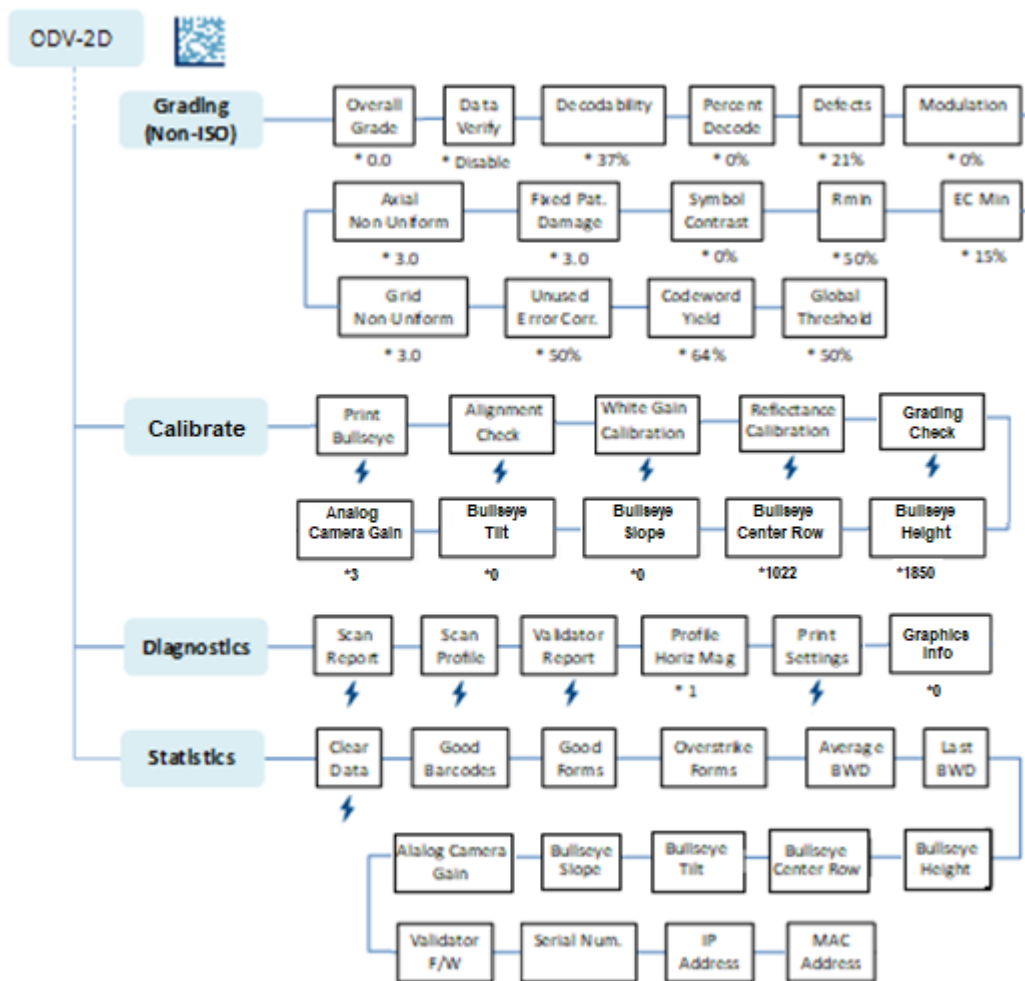 ODV-2D
Grading
(Non-ISO)
Overall
Grade
* 0.0
Data
Verify
* Disable
Decodability
* 37%
Percent
Decode
* 0%
Defects
* 21%
Modulation
* 0%
Axial
Non-Uniform
* 3.0
Fixed Pat.
Damage
* 3.0
Symbol
Contrast
* 0%
Rmin
* 50%
EC Min
* 15%
Grid
Non-Uniform
* 3.0
Unused
Error Corr.
* 50%
Codeword
Yield
* 64%
Global
Threshold
* 50%
Calibrate
Print
Bullseye
Alignment
Check
White Gain
Calibration
Reflectance
Calibration
Grading
Check
Analog
Camera Gain
*3
Bullseye
Tilt
*0
Bullseye
Slope
*0
Bullseye
Center Row
*1022
Bullseye
Height
*1850
Diagnostics
Scan
Report
Scan
Profile
Validator
Report
Profile
Horiz Mag
* 1
Print
Settings
Graphics
Info
*0
Statistics
Clear
Data
Good
Barcodes
Good
Forms
Overstrike
Forms
Average
BWD
Last
BWD
Alalog Camera
Gain
Bullseye
Slope
Bullseye
Tilt
Bullseye
Center Row
Bullseye
Height
Validator
F/W
Serial Num.
IP
Address
MAC
Address